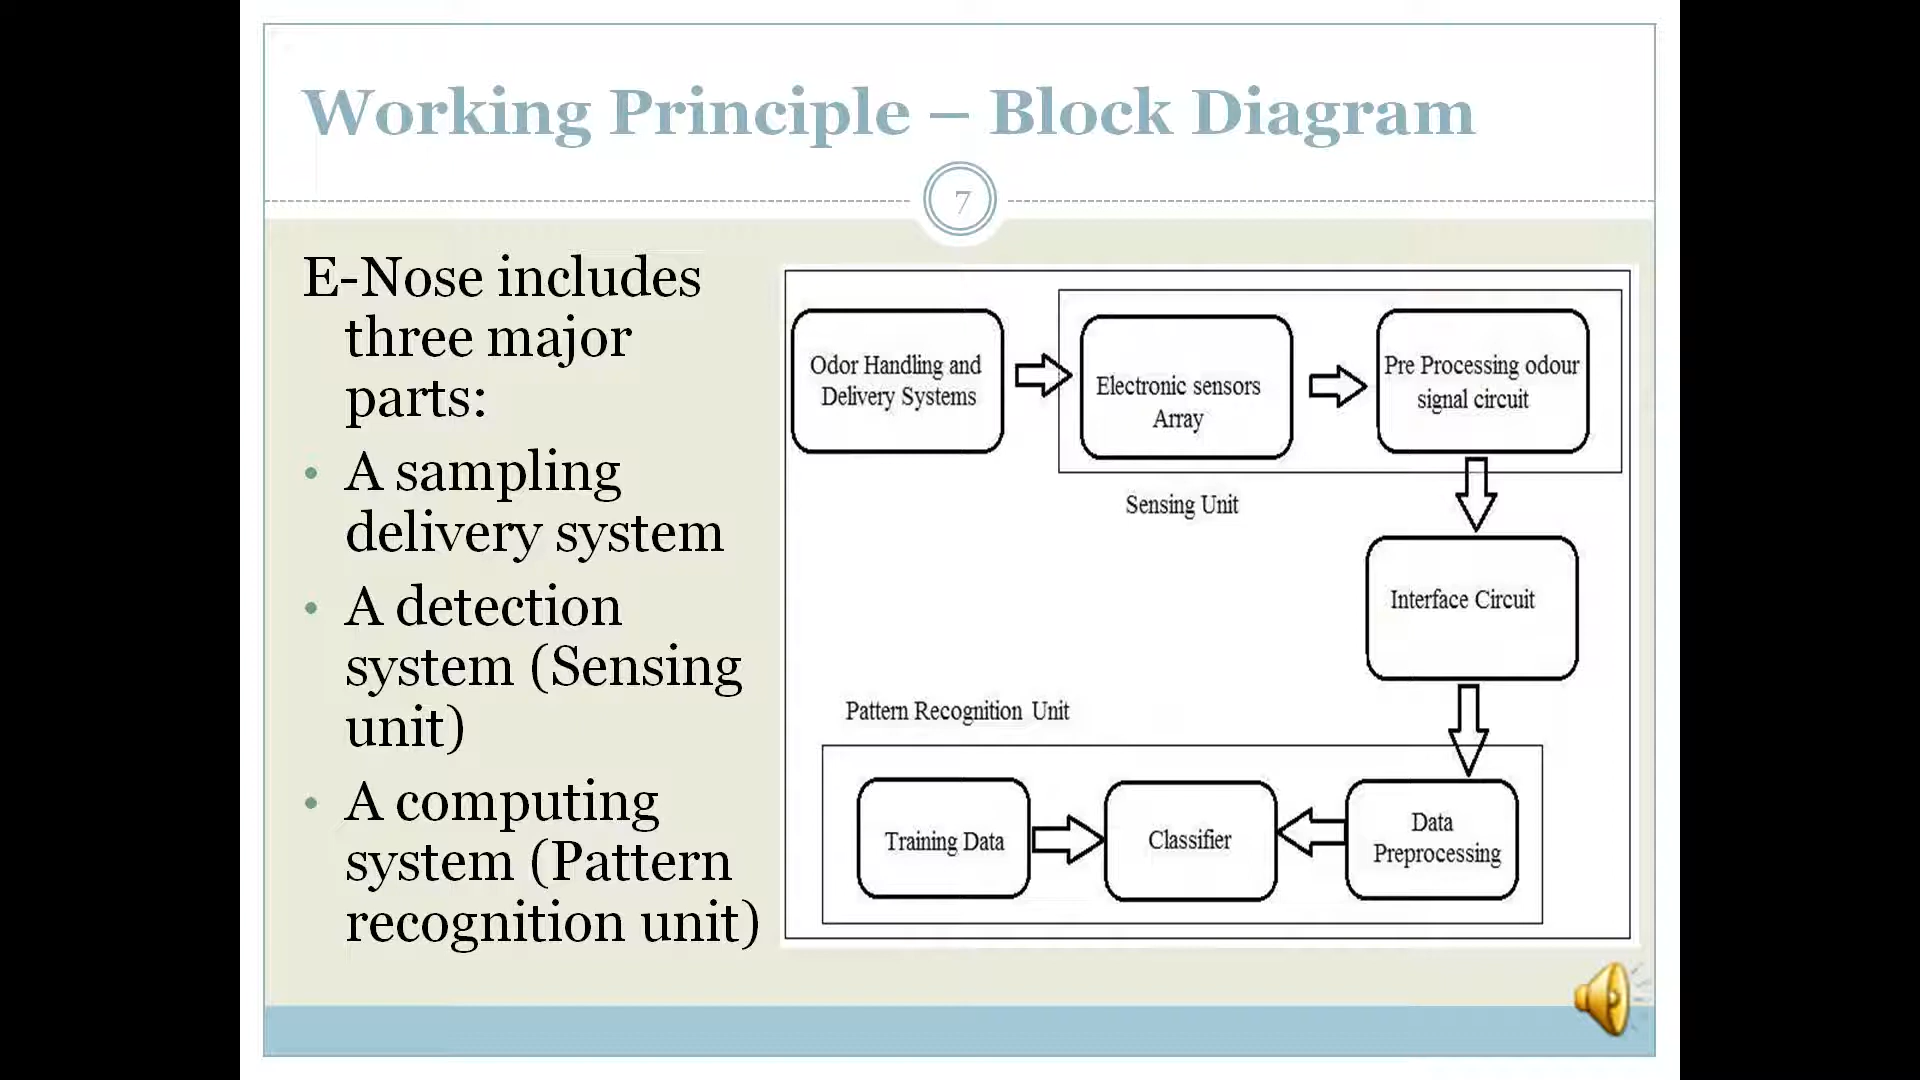 Working Principle – Block Diagram
7
E-Nose includes
three major
parts:
• A sampling
delivery system
• A detection
system (Sensing
unit)
• A computing
system (Pattern
recognition unit)
Odor Handling and
Delivery Systems
Electronic sensors
Array
Pre Processing odour
signal circuit
Sensing Unit
Interface Circuit
Pattern Recognition Unit
Training Data
Classifier
Data
Preprocessing